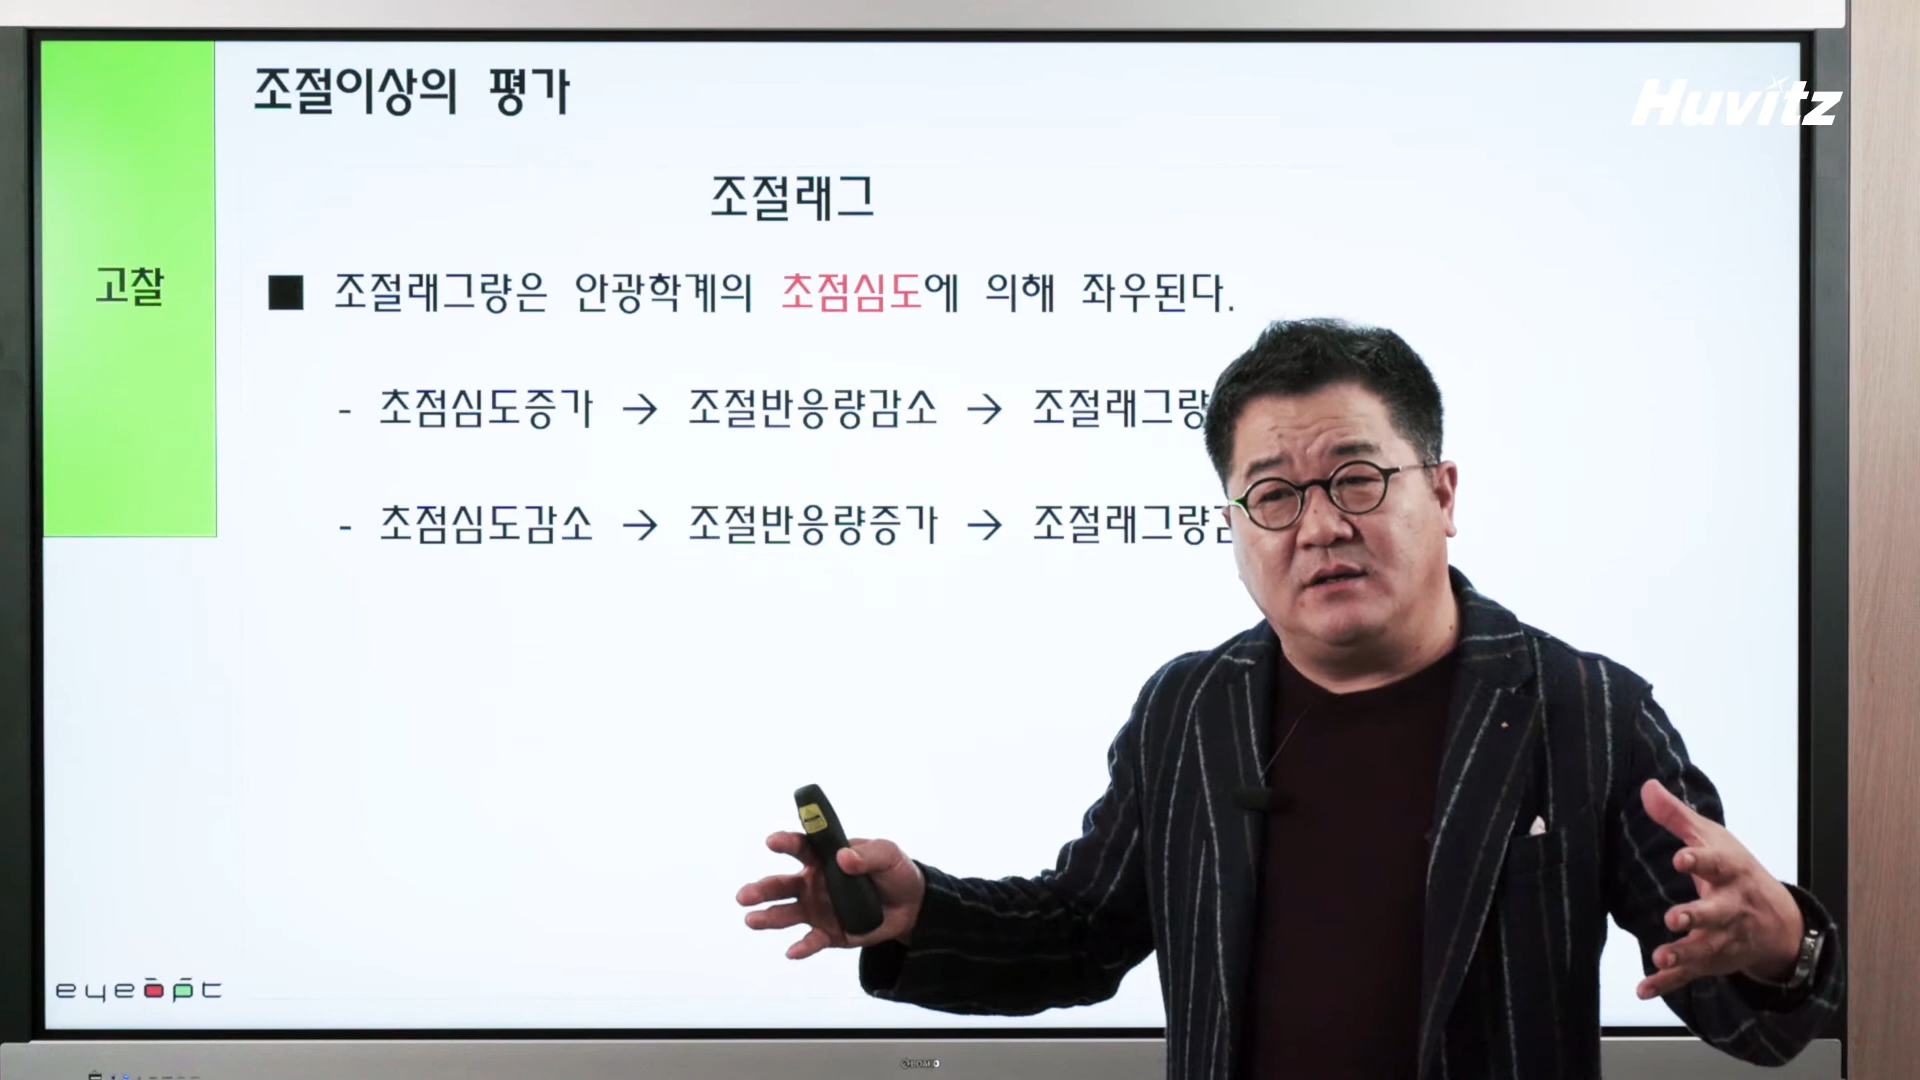 조절이상의 평가
Huvitz
조절래그
고찰
■ 조절래그량은 안광학계의 초점심도에 의해 좌우된다.
- 초점심도증가 → 조절반응량감소 → 조절래그량
- 초점심도감소 → 조절반응량증가 → 조절래그량
eyeopt